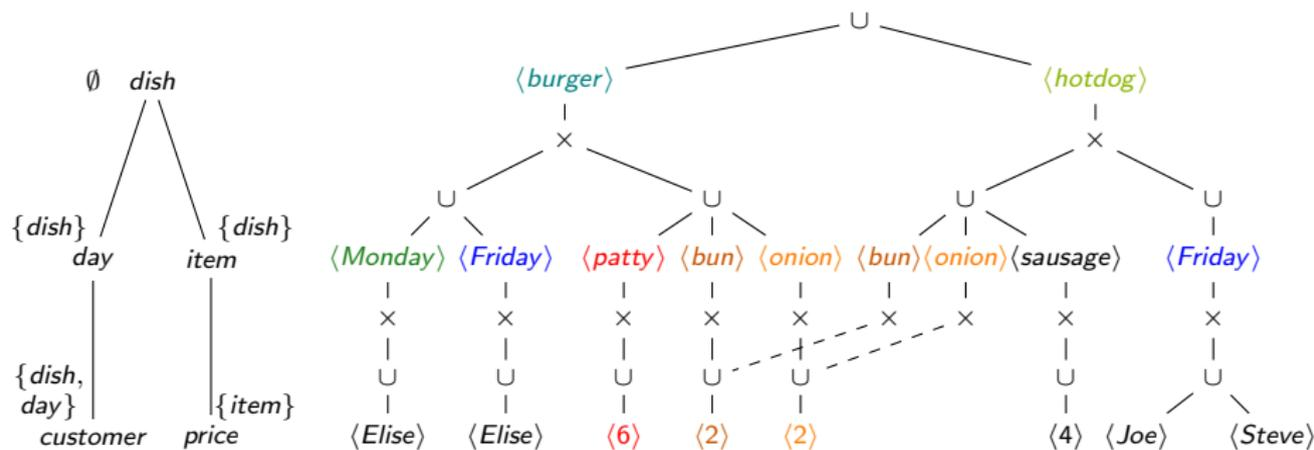 ∪
∅ dish ⟨burger⟩ ⟨hotdog⟩
× ×
∪ ∪ ∪ ∪
{dish} {dish}
day item ⟨Monday⟩ ⟨Friday⟩ ⟨patty⟩ ⟨bun⟩ ⟨onion⟩ ⟨bun⟩ ⟨onion⟩ ⟨sausage⟩ ⟨Friday⟩
× × × × × × × × ×
{dish, ∪ ∪ ∪ ∪ ∪ ∪ ∪
day} {item}
customer price ⟨Elise⟩ ⟨Elise⟩ ⟨6⟩ ⟨2⟩ ⟨2⟩ ⟨4⟩ ⟨Joe⟩ ⟨Steve⟩